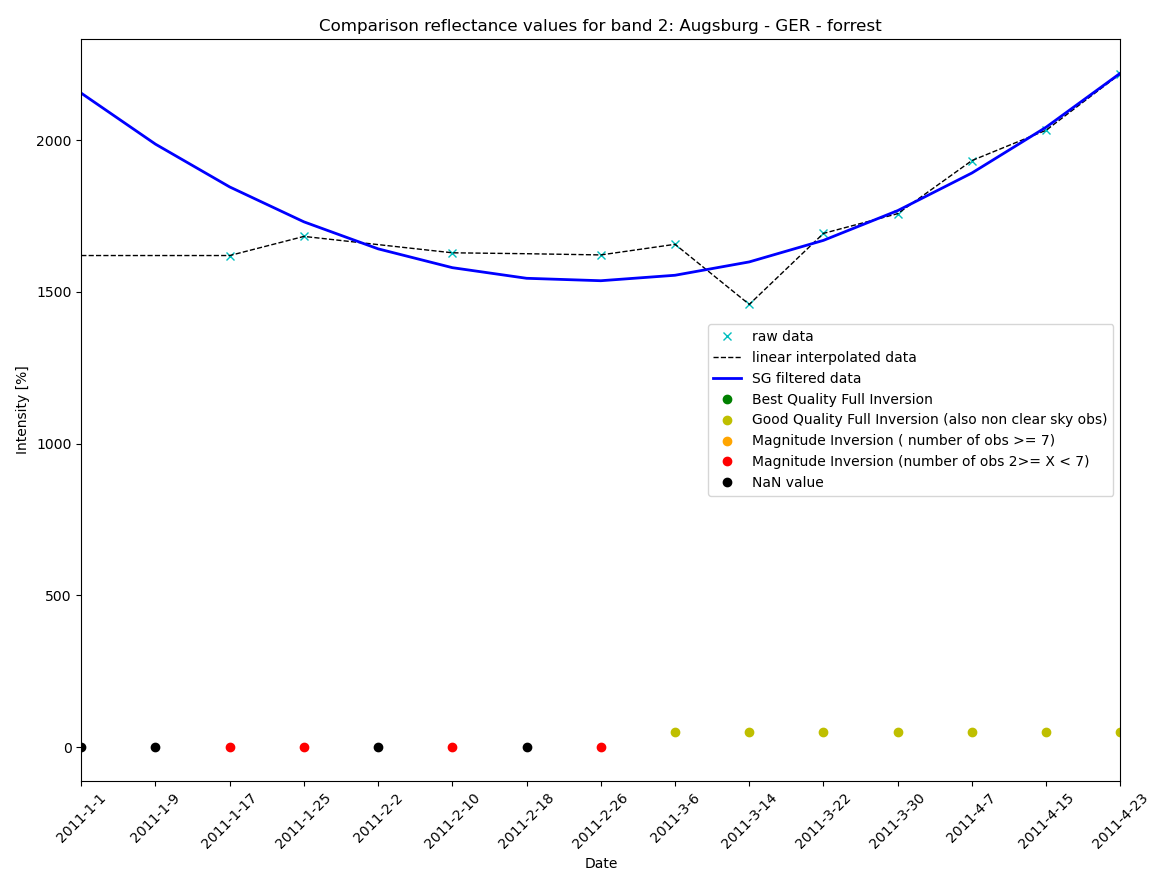 Comparison reflectance values for band 2: Augsburg - GER - forrest
Intensity [%]
2000
1500
1000
500
0
raw data
linear interpolated data
SG filtered data
Best Quality Full Inversion
Good Quality Full Inversion (also non clear sky obs)
Magnitude Inversion ( number of obs >= 7)
Magnitude Inversion (number of obs 2>= X < 7)
NaN value
2011-1-1
2011-1-9
2011-1-17
2011-1-25
2011-2-2
2011-2-10
2011-2-18
2011-2-26
2011-3-6
2011-3-14
2011-3-22
2011-3-30
2011-4-7
2011-4-15
2011-4-23
Date